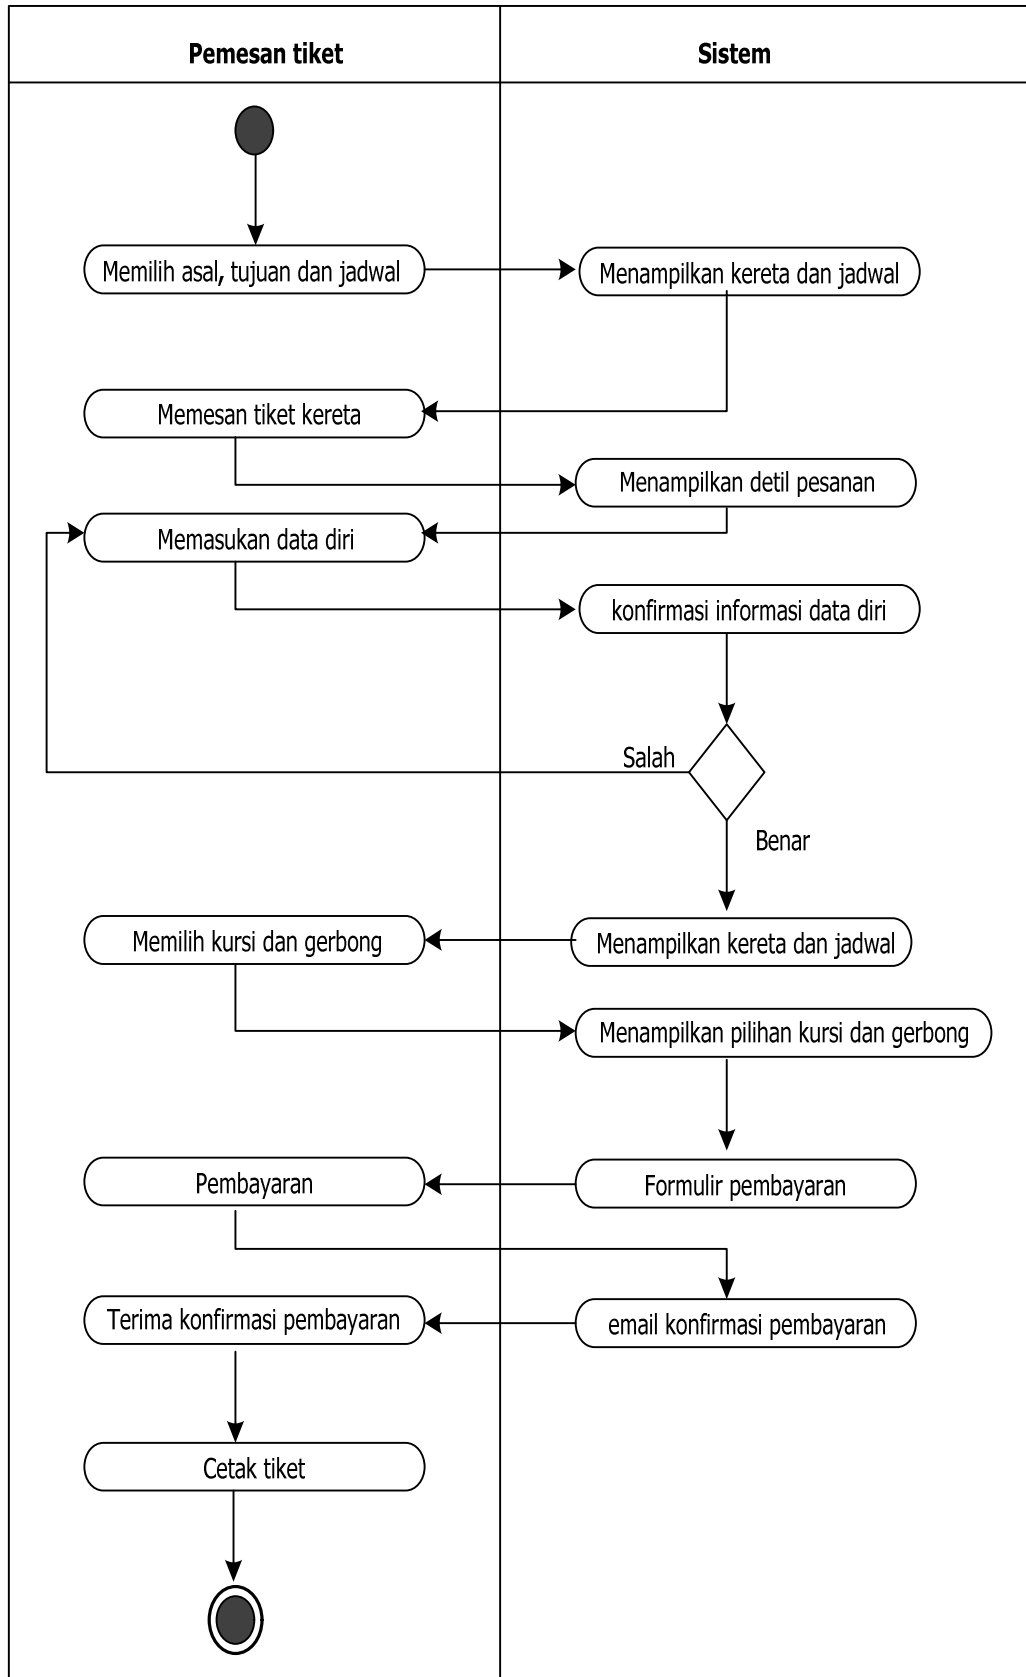 Pemesan tiket
Sistem
Memilih asal, tujuan dan jadwal
Menampilkan kereta dan jadwal
Memesan tiket kereta
Menampilkan detil pesanan
Memasukan data diri
konfirmasi informasi data diri
Salah
Benar
Memilih kursi dan gerbong
Menampilkan kereta dan jadwal
Menampilkan pilihan kursi dan gerbong
Pembayaran
Formulir pembayaran
Terima konfirmasi pembayaran
email konfirmasi pembayaran
Cetak tiket